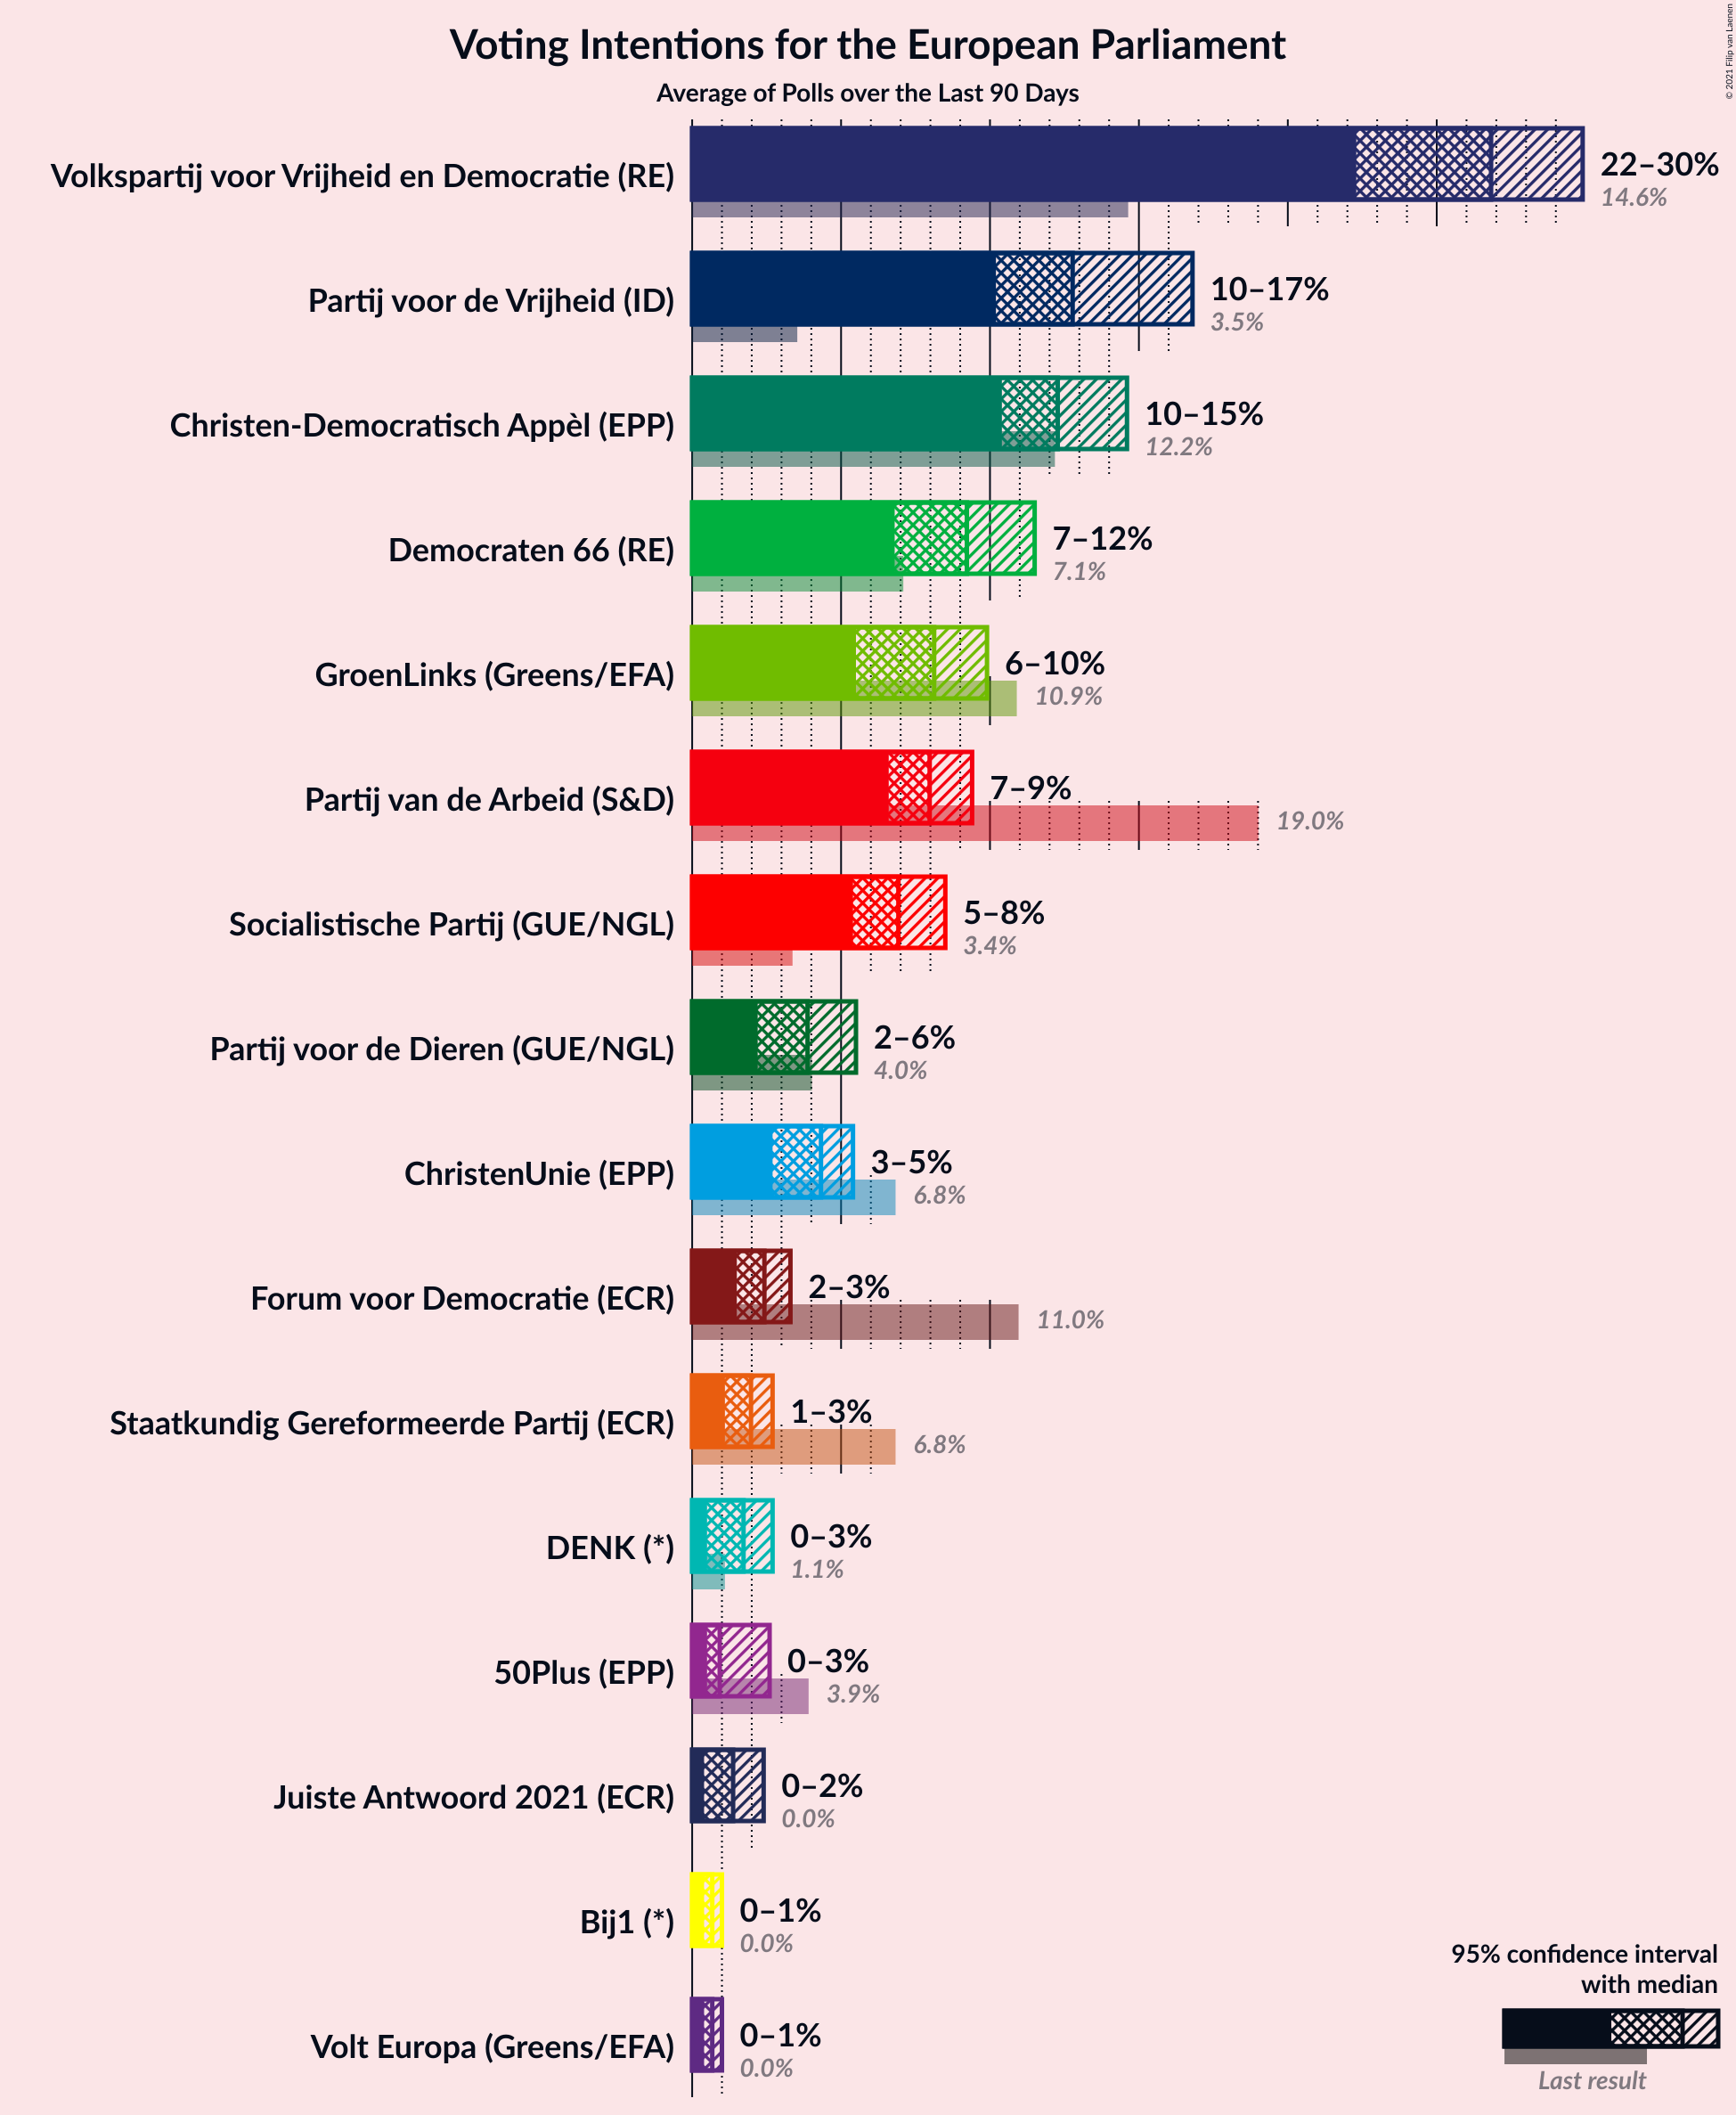 Voting Intentions for the European Parliament
Average of Polls over the Last 90 Days
© 2021 Filip van Laenen
Volkspartij voor Vrijheid en Democratie (RE)
22–30%
14.6%
Partij voor de Vrijheid (ID)
10–17%
3.5%
Christen-Democratisch Appèl (EPP)
10–15%
12.2%
Democraten 66 (RE)
7–12%
7.1%
GroenLinks (Greens/EFA)
6–10%
10.9%
Partij van de Arbeid (S&D)
7–9%
19.0%
Socialistische Partij (GUE/NGL)
5–8%
3.4%
Partij voor de Dieren (GUE/NGL)
2–6%
4.0%
ChristenUnie (EPP)
3–5%
6.8%
Forum voor Democratie (ECR)
2–3%
11.0%
Staatkundig Gereformeerde Partij (ECR)
1–3%
6.8%
DENK (*)
0–3%
1.1%
50Plus (EPP)
0–3%
3.9%
Juiste Antwoord 2021 (ECR)
0–2%
0.0%
Bij1 (*)
0–1%
0.0%
Volt Europa (Greens/EFA)
0–1%
0.0%
95% confidence interval
with median
Last result